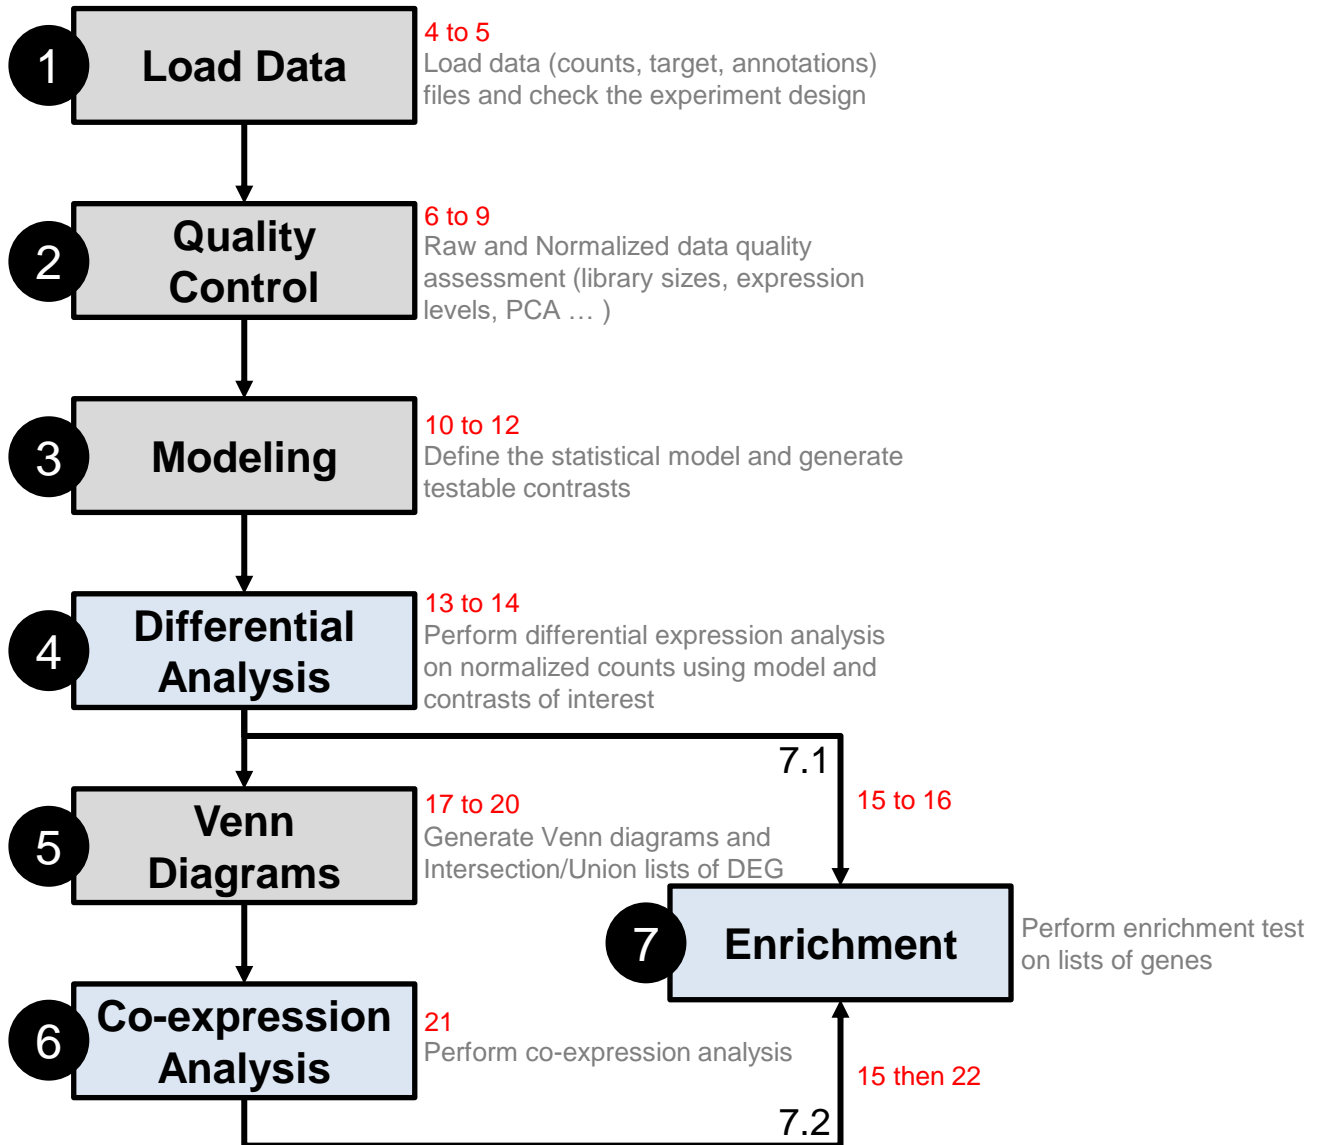 1
Load Data
4 to 5
Load data (counts, target, annotations)
files and check the experiment design
2
Quality
Control
6 to 9
Raw and Normalized data quality
assessment (library sizes, expression
levels, PCA … )
3
Modeling
10 to 12
Define the statistical model and generate
testable contrasts
4
Differential
Analysis
13 to 14
Perform differential expression analysis
on normalized counts using model and
contrasts of interest
7.1
15 to 16
5
Venn
Diagrams
17 to 20
Generate Venn diagrams and
Intersection/Union lists of DEG
7
Enrichment
Perform enrichment test
on lists of genes
6
Co-expression
Analysis
21
Perform co-expression analysis
15 then 22
7.2